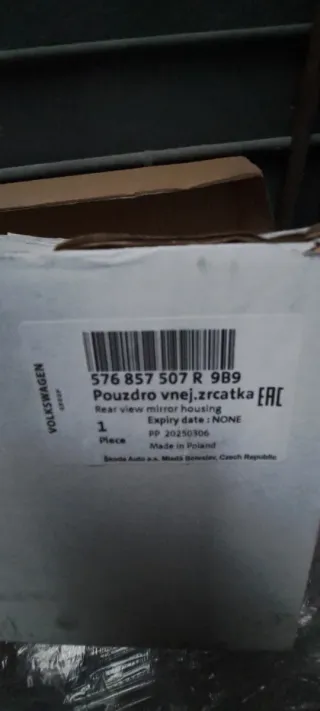 VOLKSWAGEN
GROUP
576 857 507 R 9B9
Pouzdro vnej.zrcatka EAC
Rear view mirror housing
1 Expiry date : NONE
Piece PP 20250306
Made in Poland
Škoda Auto a.s. Mladá Boleslav, Czech Republic